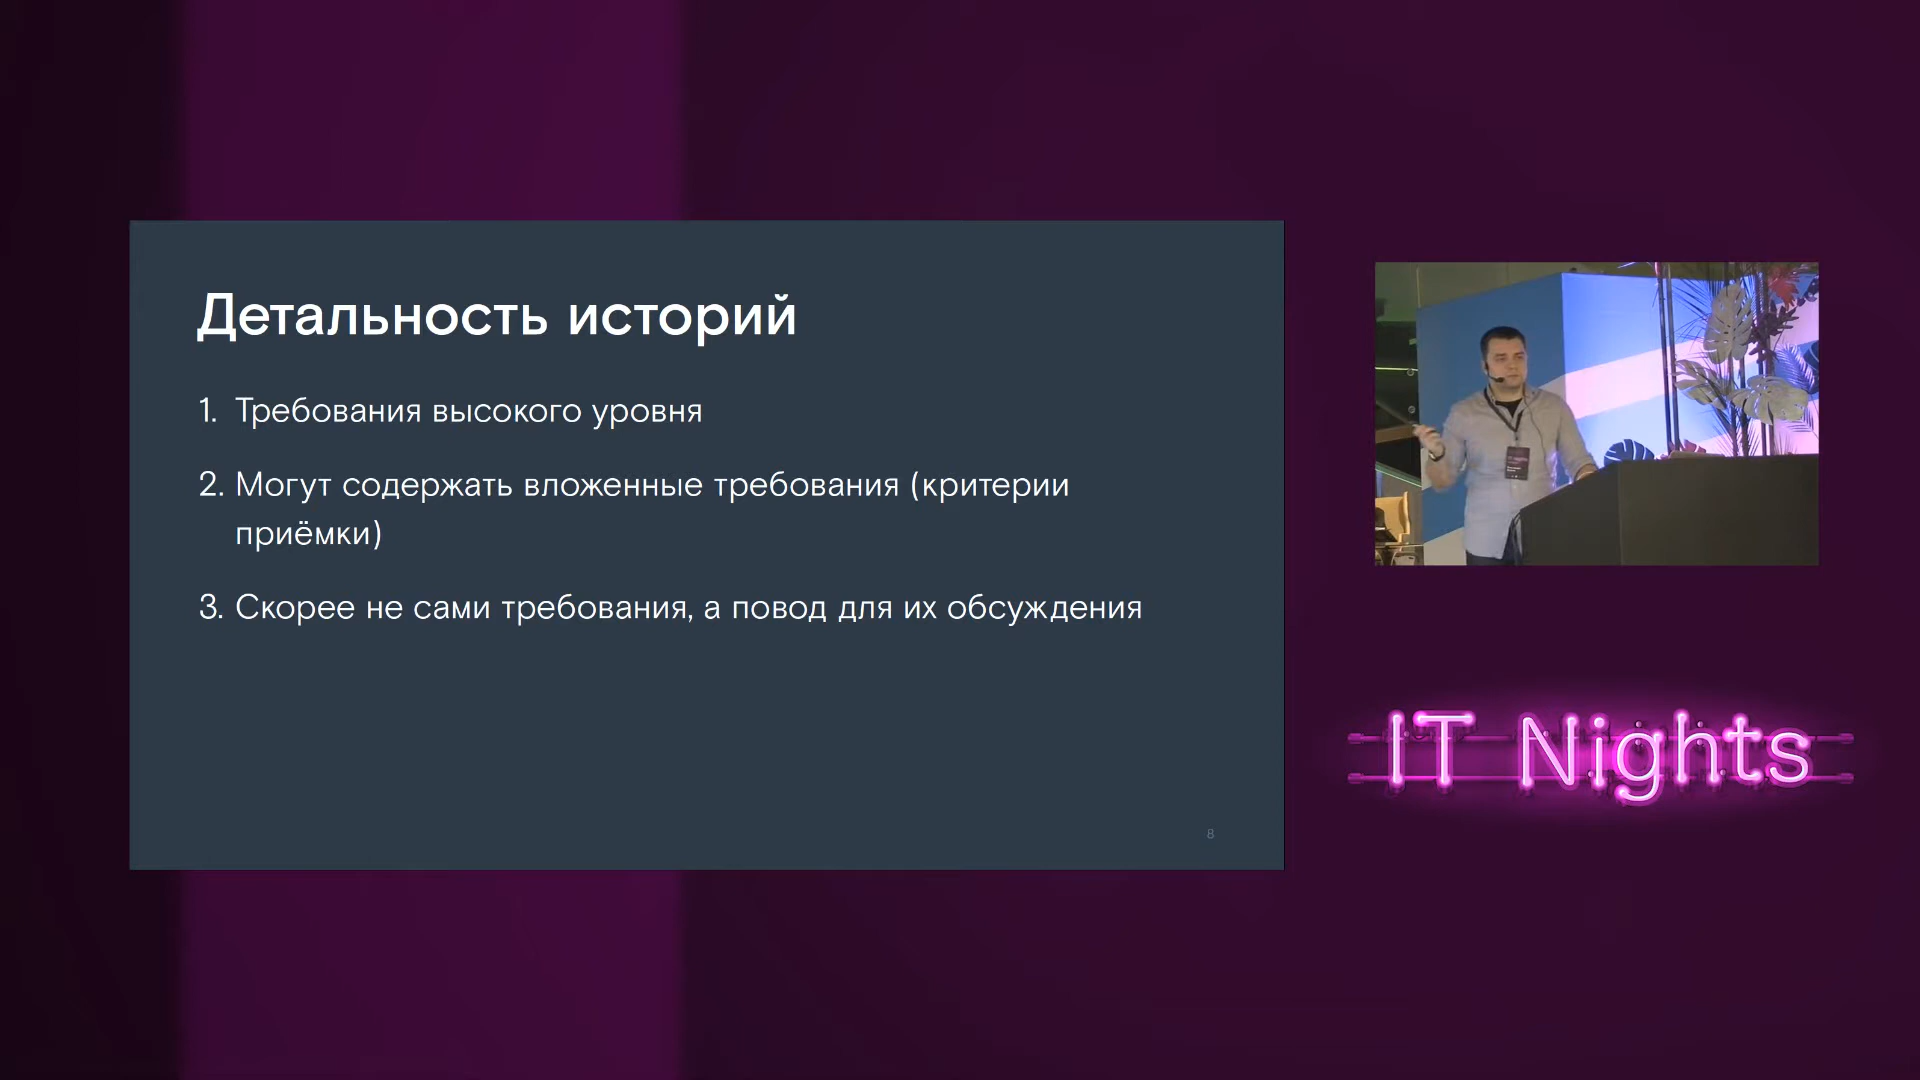 Детальность историй
1. Требования высокого уровня
2. Могут содержать вложенные требования (критерии
приёмки)
3. Скорее не сами требования, а повод для их обсуждения
8
IT Nights